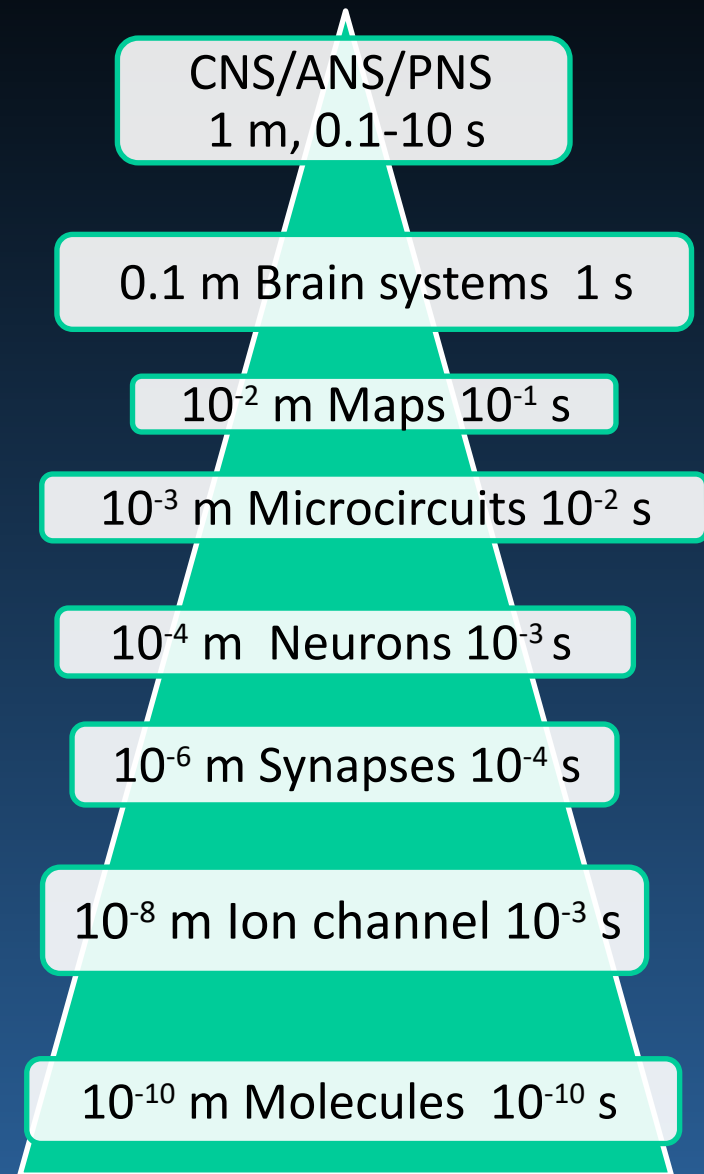 CNS/ANS/PNS
1 m, 0.1-10 s
0.1 m Brain systems 1 s
10⁻² m Maps 10⁻¹ s
10⁻³ m Microcircuits 10⁻² s
10⁻⁴ m Neurons 10⁻³ s
10⁻⁶ m Synapses 10⁻⁴ s
10⁻⁸ m Ion channel 10⁻³ s
10⁻¹⁰ m Molecules 10⁻¹⁰ s